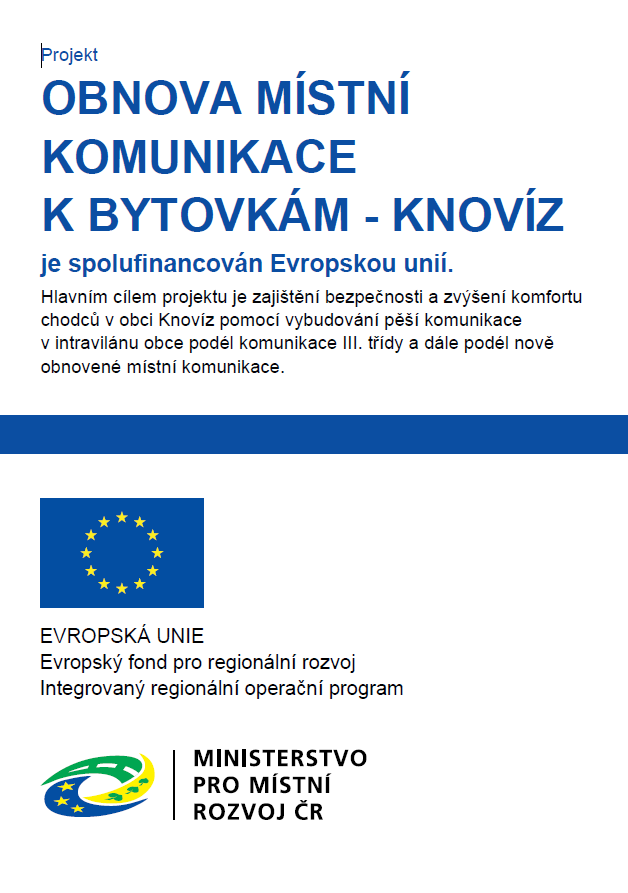 Projekt
OBNOVA MÍSTNÍ
KOMUNIKACE
K BYTOVKÁM - KNOVÍZ
je spolufinancován Evropskou unií.
Hlavním cílem projektu je zajištění bezpečnosti a zvýšení komfortu
chodců v obci Knovíz pomocí vybudování pěší komunikace
v intravilánu obce podél komunikace III. třídy a dále podél nově
obnovené místní komunikace.
EVROPSKÁ UNIE
Evropský fond pro regionální rozvoj
Integrovaný regionální operační program
MINISTERSTVO
PRO MÍSTNÍ
ROZVOJ ČR